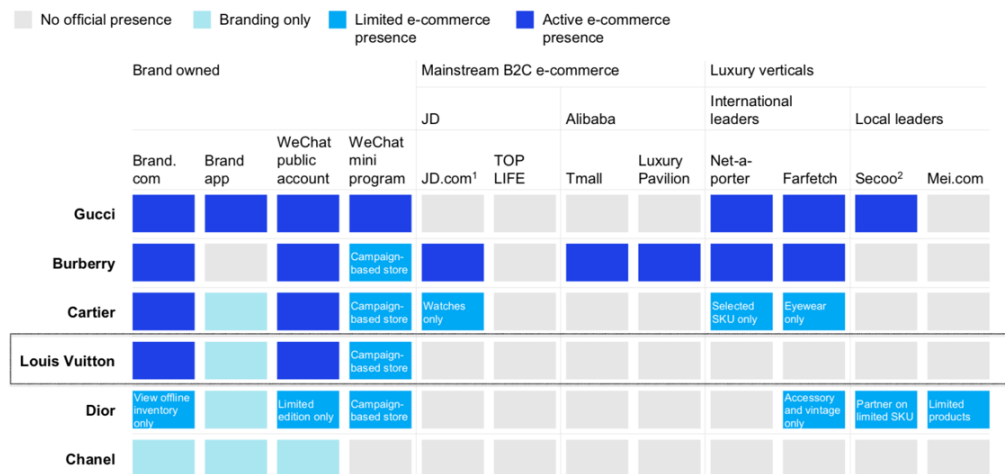 No official presence
Branding only
Limited e-commerce
presence
Active e-commerce
presence
Brand owned
Mainstream B2C e-commerce
Luxury verticals
JD
Alibaba
International
leaders
Local leaders
Brand.
com
Brand
app
WeChat
public
account
WeChat
mini
program
JD.com¹
TOP
LIFE
Tmall
Luxury
Pavilion
Net-a-
porter
Farfetch
Secoo²
Mei.com
Gucci
Burberry
Campaign-
based store
Cartier
Campaign-
based store
Watches
only
Selected
SKU only
Eyewear
only
Louis Vuitton
Campaign-
based store
Dior
View offline
inventory
only
Limited
edition only
Campaign-
based store
Accessory
and vintage
only
Partner on
limited SKU
Limited
products
Chanel